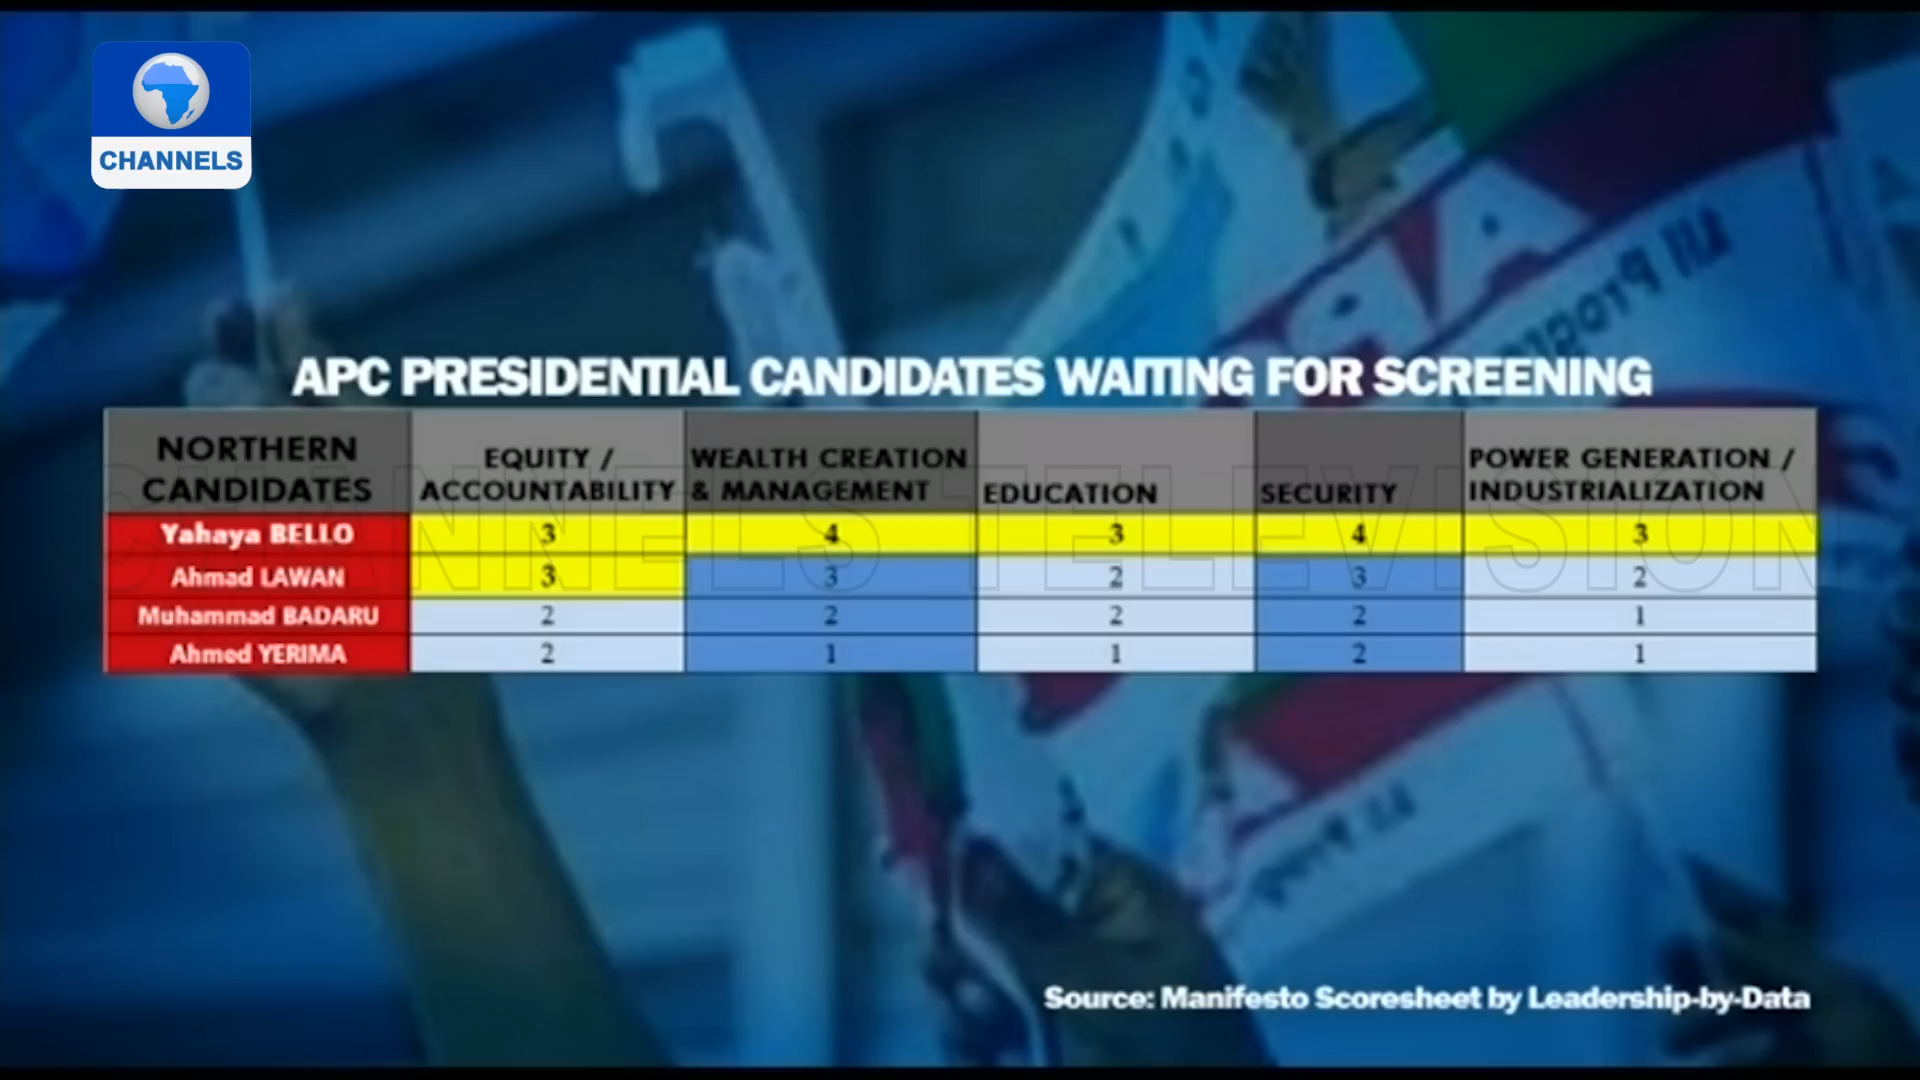 CHANNELS
APC PRESIDENTIAL CANDIDATES WAITING FOR SCREENING
NORTHERN CANDIDATES EQUITY / ACCOUNTABILITY WEALTH CREATION & MANAGEMENT EDUCATION SECURITY POWER GENERATION / INDUSTRIALIZATION
Yahaya BELLO 3 4 3 4 3
Ahmad LAWAN 3 3 2 3 2
Muhammad BADARU 2 2 2 2 1
Ahmed YERIMA 2 1 1 2 1
CHANNELS TELEVISION
Source: Manifesto Scoresheet by Leadership-by-Data